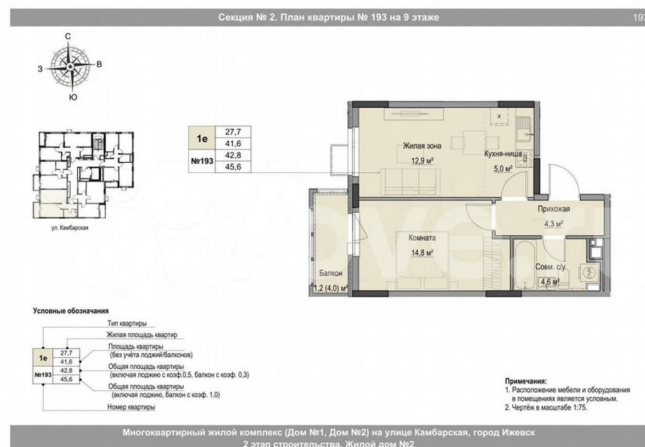 Секция № 2. План квартиры № 193 на 9 этаже
193
С
З
В
Ю
ул. Камбарская
1е
№193
27,7
41,6
42,8
45,6
Жилая зона
12,9 м²
Кухня-ниша
5,0 м²
Прихожая
4,3 м²
Комната
14,8 м²
Совм. с/у
4,6 м²
Балкон
1,2 (4,0) м²
Условные обозначения
Тип квартиры
Жилая площадь квартир
Площадь квартиры
(без учёта лоджий/балконов)
Общая площадь квартиры
(включая лоджию с коэф.0,5, балкон с коэф. 0,3)
Общая площадь квартиры
(включая лоджию, балкон с коэф. 1,0)
Номер квартиры
1е
№193
27,7
41,6
42,8
45,6
Примечания:
1. Расположение мебели и оборудования
в помещениях является условным.
2. Чертёж в масштабе 1:75.
Многоквартирный жилой комплекс (Дом №1, Дом №2) на улице Камбарская, город Ижевск
2 этап строительства. Жилой дом №2